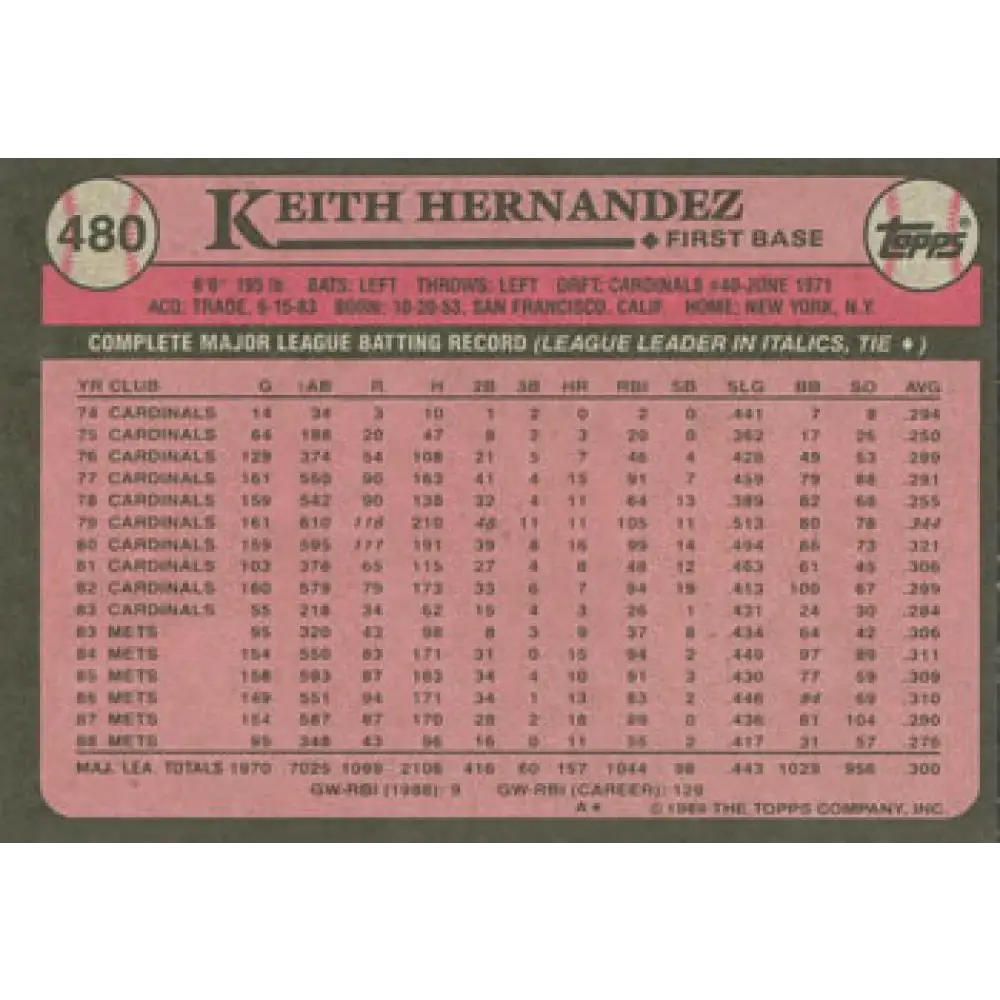 480
KEITH HERNANDEZ
♦ FIRST BASE
topps®
6'0" 195 lb BATS: LEFT THROWS: LEFT DRFT: CARDINALS #40-JUNE 1971
ACQ: TRADE, 6-15-83 BORN: 10-20-53, SAN FRANCISCO, CALIF. HOME: NEW YORK, N.Y.
COMPLETE MAJOR LEAGUE BATTING RECORD (LEAGUE LEADER IN ITALICS, TIE ♦)
YR CLUB G AB R H 2B 3B HR RBI SB SLG BB SO AVG
74 CARDINALS 14 34 3 10 1 2 0 2 0 .441 7 8 .294
75 CARDINALS 64 188 20 47 8 2 3 20 0 .362 17 26 .250
76 CARDINALS 129 374 54 108 21 5 7 46 4 .428 49 53 .289
77 CARDINALS 161 560 90 163 41 4 15 91 7 .459 79 88 .291
78 CARDINALS 159 542 90 138 32 4 11 64 13 .389 82 68 .255
79 CARDINALS 161 610 116 210 48 11 11 105 11 .513 80 78 .344
80 CARDINALS 159 595 111 191 39 8 16 99 14 .494 86 73 .321
81 CARDINALS 103 376 65 115 27 4 8 48 12 .463 61 45 .306
82 CARDINALS 160 579 79 173 33 6 7 94 19 .413 100 67 .299
83 CARDINALS 55 218 34 62 15 4 3 26 1 .431 24 30 .284
83 METS 95 320 43 98 8 3 9 37 8 .434 64 42 .306
84 METS 154 550 83 171 31 0 15 94 2 .449 97 89 .311
85 METS 158 593 87 183 34 4 10 91 3 .430 77 59 .309
86 METS 149 551 94 171 34 1 13 83 2 .446 94 69 .310
87 METS 154 587 87 170 28 2 18 89 0 .436 81 104 .290
88 METS 95 348 43 96 16 0 11 55 2 .417 31 57 .276
MAJ. LEA. TOTALS 1970 7025 1099 2106 416 60 157 1044 98 .443 1029 956 .300
GW-RBI (1988): 9 GW-RBI (CAREER): 129
A* © 1989 THE TOPPS COMPANY, INC.